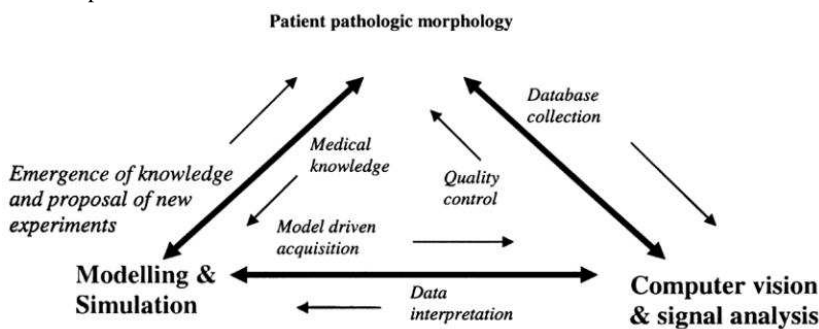 Patient pathologic morphology
Database
collection
Medical
knowledge
Quality
control
Emergence of knowledge
and proposal of new
experiments
Model driven
acquisition
Modelling &
Simulation
Data
interpretation
Computer vision
& signal analysis